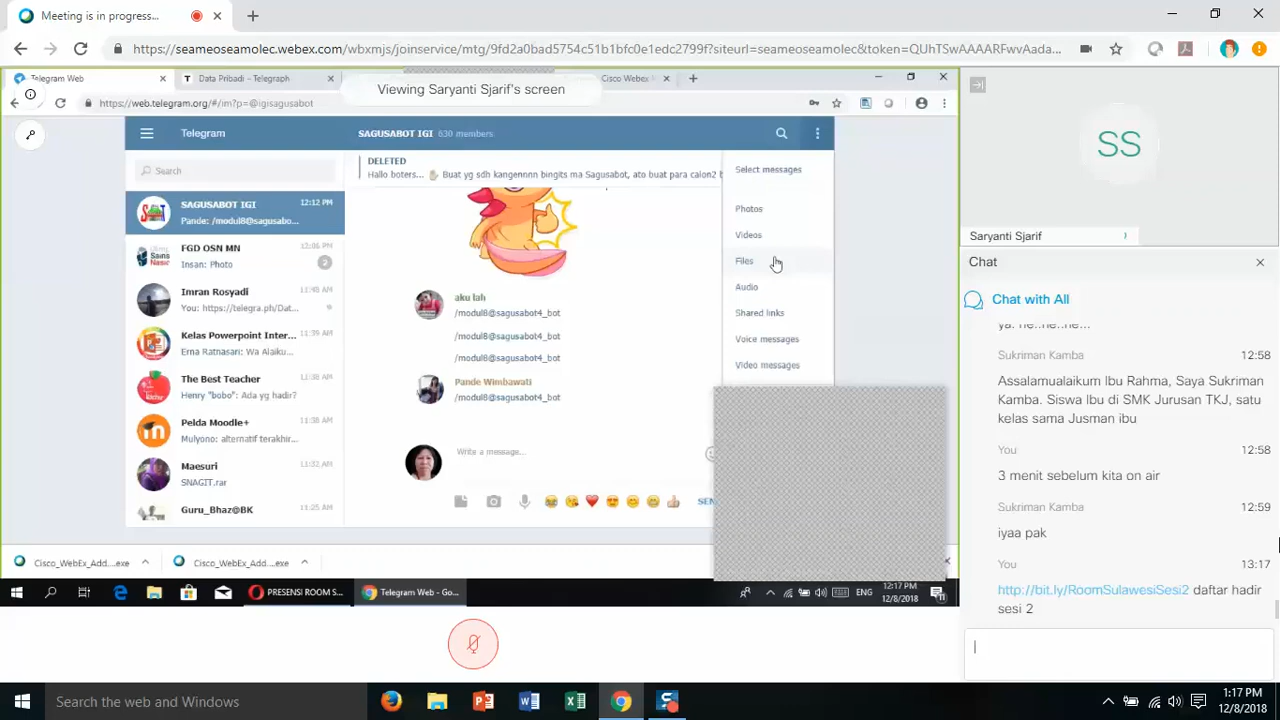 Meeting is in progress...
https://seameoseamolec.webex.com/wbxmjs/joinservice/mtg/9fd2a0bad5754c51b1bfc0e1edc2799f?siteurl=seameoseamolec&token=QUhTSwAAAARFwvAada...
Telegram Web
Data Pribadi – Telegraph
Cisco Webex
Viewing Saryanti Sjarif's screen
https://web.telegram.org/#/im?p=@igisagusabot
Telegram
SAGUSABOT IGI 630 members
Search
DELETED
Hallo boters... Buat yg sdh kangennnn bingits ma Sagusabot, ato buat para calon2 b
SAGUSABOT IGI 12:12 PM
Pande: /modul8@sagusabo...
FGD OSN MN 12:06 PM
Insan: Photo 2
Imran Rosyadi 11:48 AM
You: https://telegra.ph/Dat...
Kelas Powerpoint Inter... 11:39 AM
Erna Ratnasari: Wa Alaiku...
The Best Teacher 11:38 AM
Henry "bobo": Ada yg hadir?
Pelda Moodle+ 11:38 AM
Mulyono: alternatif terakhir...
Maesuri 11:32 AM
SNAGIT.rar
Guru_Bhaz@BK 11:25 AM
aku lah
/modul8@sagusabot4_bot
/modul8@sagusabot4_bot
/modul8@sagusabot4_bot
Pande Wimbawati
/modul8@sagusabot4_bot
Write a message...
SEN
Select messages
Photos
Videos
Files
Audio
Shared links
Voice messages
Video messages
Cisco_WebEx_Add....exe
Cisco_WebEx_Add....exe
PRESENSI ROOM S...
Telegram Web - Go...
ENG
12:17 PM
12/8/2018
11
SS
Saryanti Sjarif
Chat
Chat with All
ya. he..he..he...
Sukriman Kamba 12:58
Assalamualaikum Ibu Rahma, Saya Sukriman
Kamba. Siswa Ibu di SMK Jurusan TKJ, satu
kelas sama Jusman ibu
You 12:58
3 menit sebelum kita on air
Sukriman Kamba 12:59
iyaa pak
You 13:17
http://bit.ly/RoomSulawesiSesi2 daftar hadir
sesi 2
Search the web and Windows
1:17 PM
12/8/2018